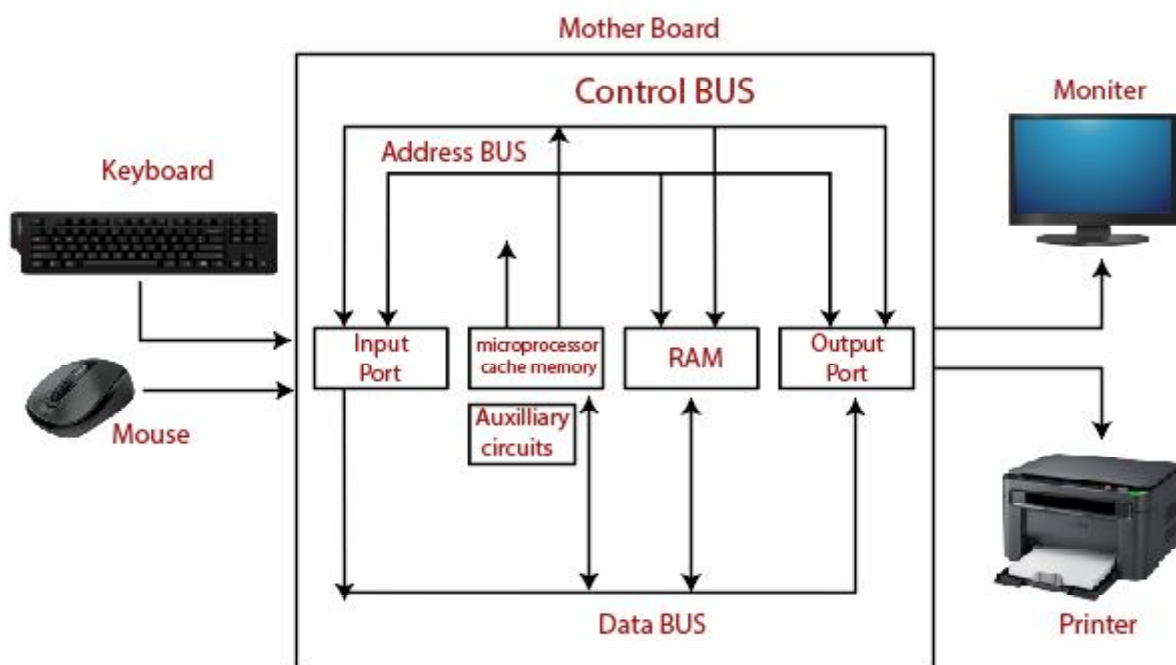 Mother Board
Control BUS
Moniter
Address BUS
Keyboard
Input
Port
microprocessor
cache memory
RAM
Output
Port
Auxilliary
circuits
Mouse
Data BUS
Printer